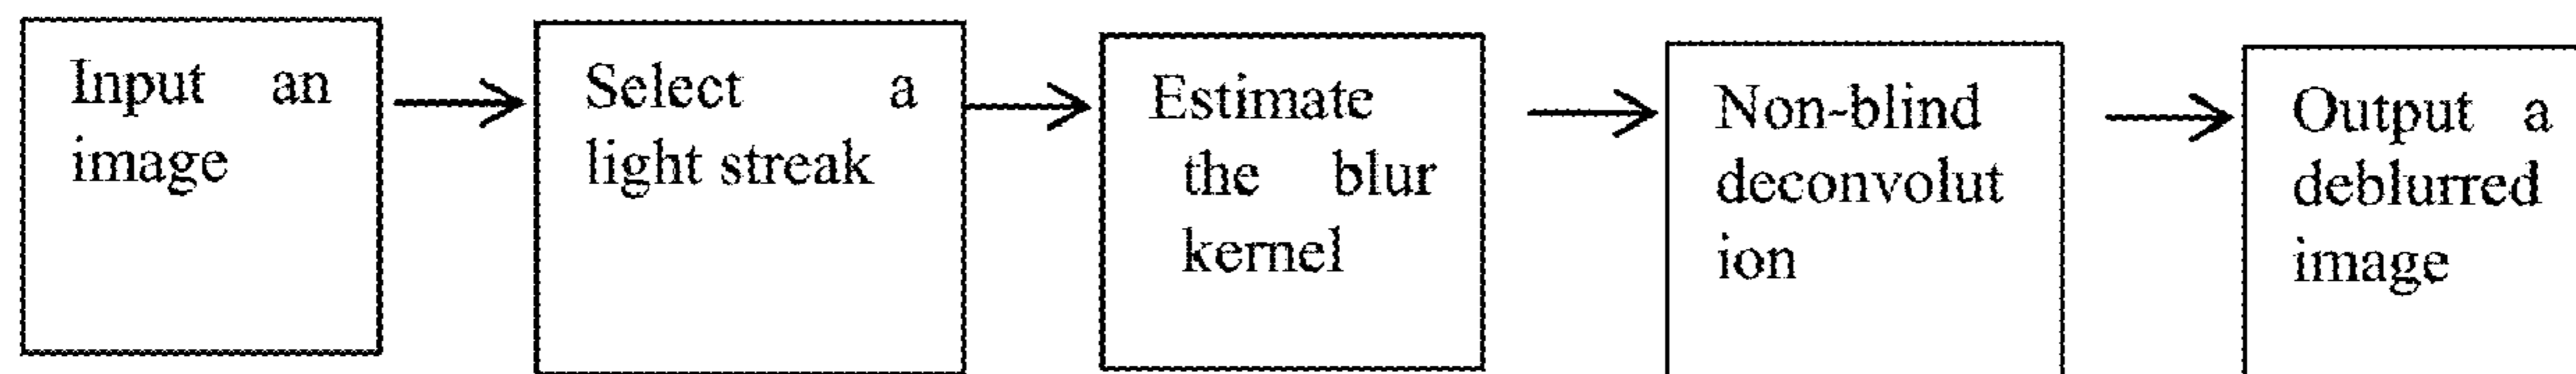 Input an
image
Select a
light streak
Estimate
the blur
kernel
Non-blind
deconvolut
ion
Output a
deblurred
image